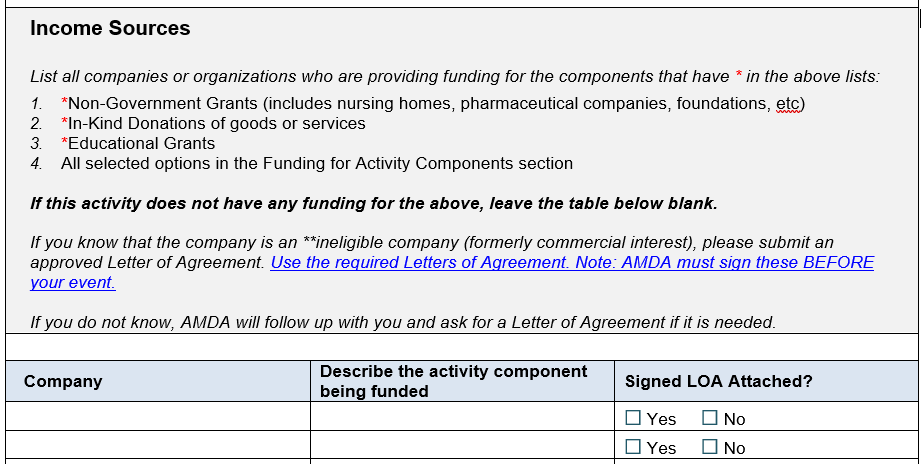 Income Sources
List all companies or organizations who are providing funding for the components that have * in the above lists:
1. *Non-Government Grants (includes nursing homes, pharmaceutical companies, foundations, etc)
2. *In-Kind Donations of goods or services
3. *Educational Grants
4. All selected options in the Funding for Activity Components section
If this activity does not have any funding for the above, leave the table below blank.
If you know that the company is an **ineligible company (formerly commercial interest), please submit an
approved Letter of Agreement. Use the required Letters of Agreement. Note: AMDA must sign these BEFORE
your event.
If you do not know, AMDA will follow up with you and ask for a Letter of Agreement if it is needed.
Company
Describe the activity component
being funded
Signed LOA Attached?
☐ Yes ☐ No
☐ Yes ☐ No